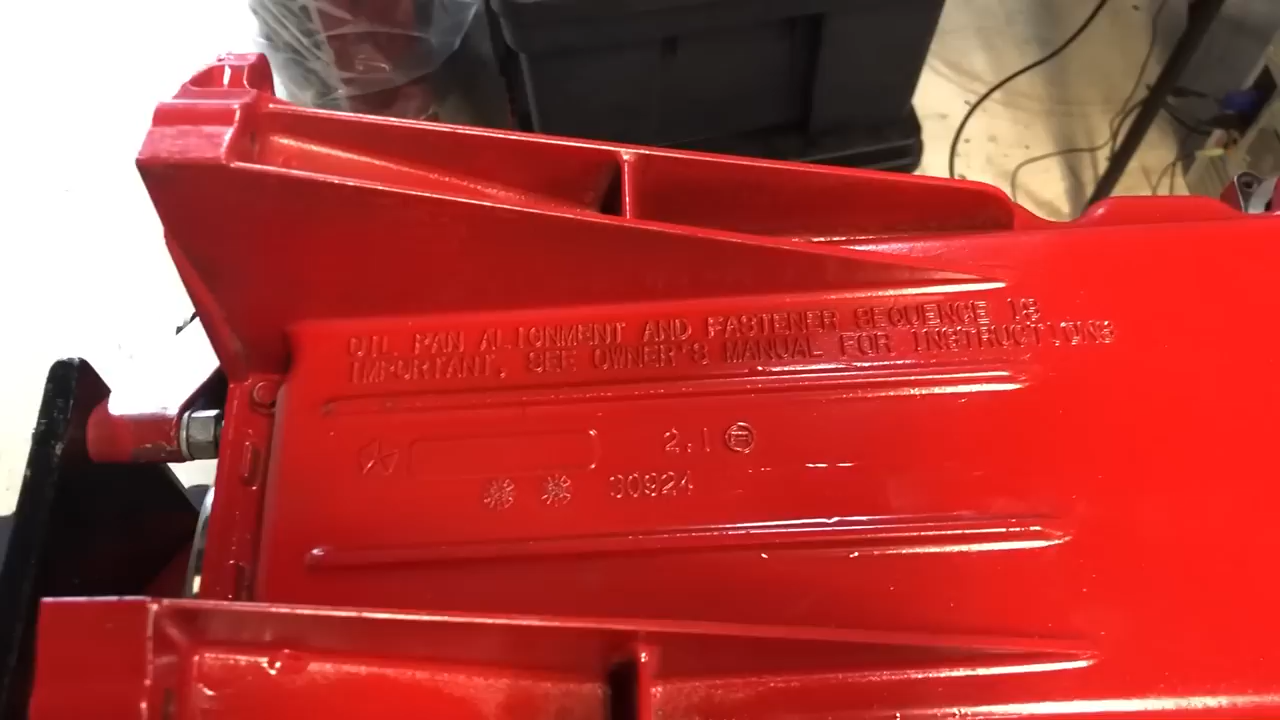 OIL PAN ALIGNMENT AND FASTENER SEQUENCE IS
IMPORTANT. SEE OWNER'S MANUAL FOR INSTRUCTIONS
2.1
30924